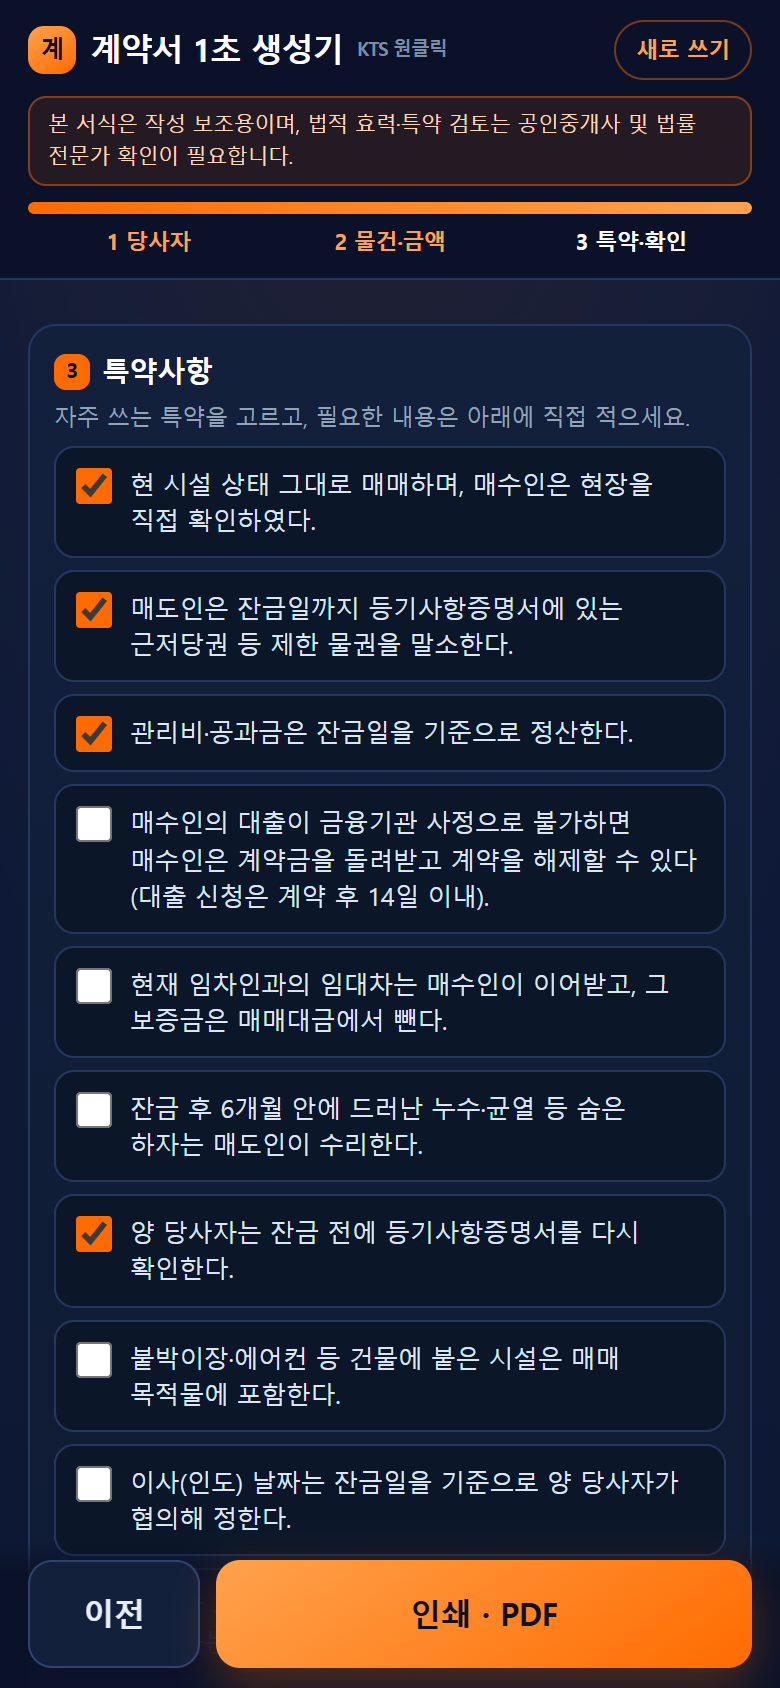 계 계약서 1초 생성기 KTS 원클릭 새로 쓰기
본 서식은 작성 보조용이며, 법적 효력·특약 검토는 공인중개사 및 법률
전문가 확인이 필요합니다.
1 당사자 2 물건·금액 3 특약·확인
3 특약사항
자주 쓰는 특약을 고르고, 필요한 내용은 아래에 직접 적으세요.
현 시설 상태 그대로 매매하며, 매수인은 현장을
직접 확인하였다.
매도인은 잔금일까지 등기사항증명서에 있는
근저당권 등 제한 물권을 말소한다.
관리비·공과금은 잔금일을 기준으로 정산한다.
매수인의 대출이 금융기관 사정으로 불가하면
매수인은 계약금을 돌려받고 계약을 해제할 수 있다
(대출 신청은 계약 후 14일 이내).
현재 임차인과의 임대차는 매수인이 이어받고, 그
보증금은 매매대금에서 뺀다.
잔금 후 6개월 안에 드러난 누수·균열 등 숨은
하자는 매도인이 수리한다.
양 당사자는 잔금 전에 등기사항증명서를 다시
확인한다.
붙박이장·에어컨 등 건물에 붙은 시설은 매매
목적물에 포함한다.
이사(인도) 날짜는 잔금일을 기준으로 양 당사자가
협의해 정한다.
이전 인쇄 · PDF